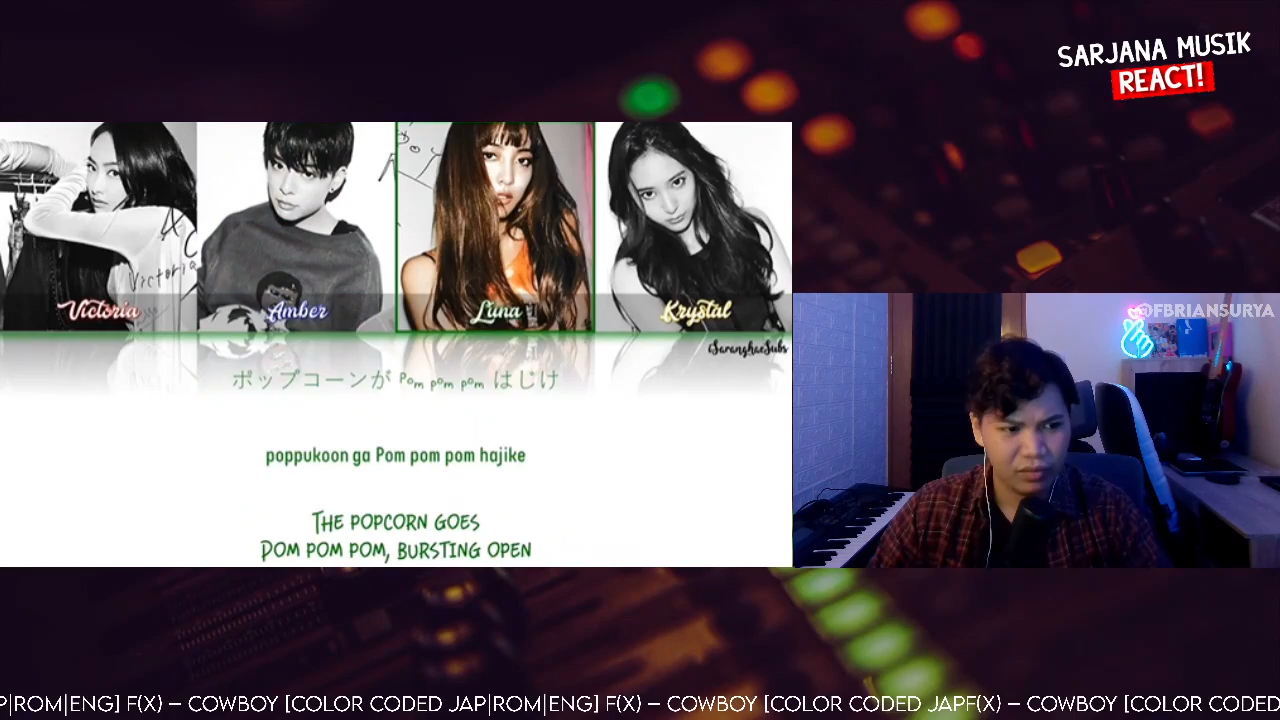 SARJANA MUSIK
REACT!
Victoria
Amber
Luna
Krystal
iSaranghaeSubs
ポップコーンが Pom pom pom はじけ
poppukoon ga Pom pom pom hajike
THE POPCORN GOES
POM POM POM, BURSTING OPEN
@FBRIANSURYA
P|ROM|ENG] F(X) – COWBOY [COLOR CODED JAP|ROM|ENG] F(X) – COWBOY [COLOR CODED JAPF(X) – COWBOY [COLOR CODED